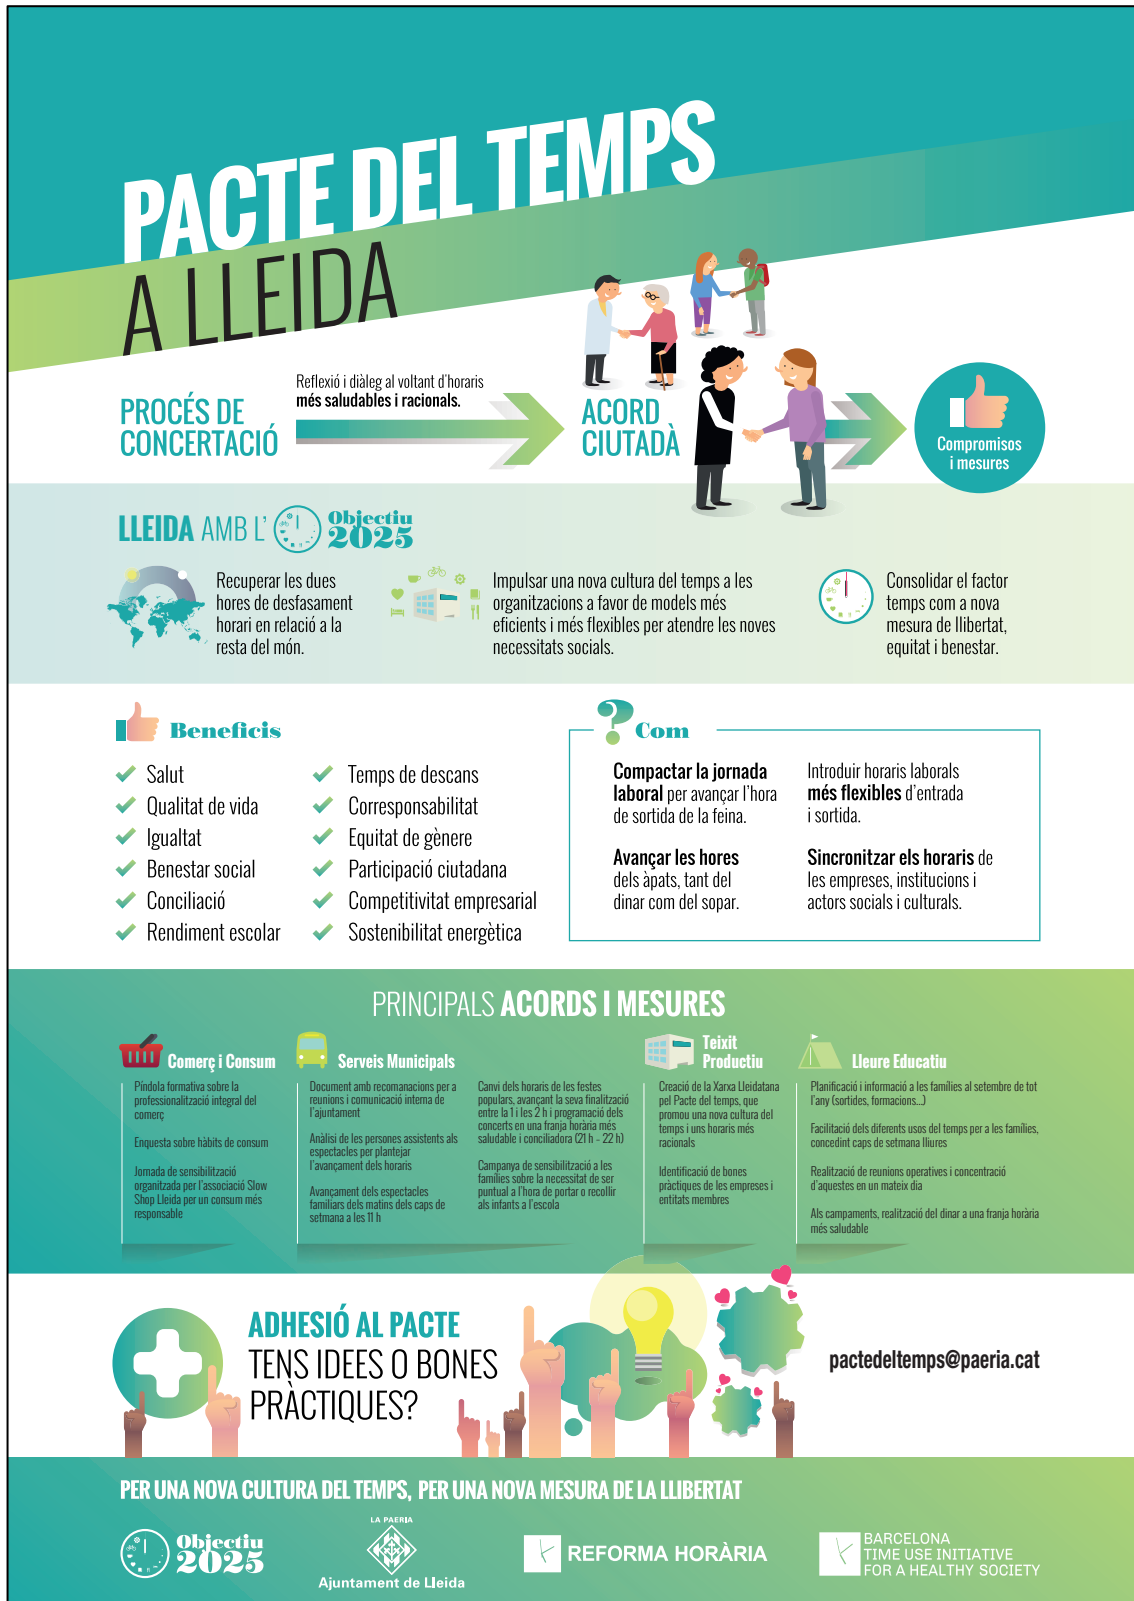 PACTE DEL TEMPS
A LLEIDA
PROCÉS DE
CONCERTACIÓ
Reflexió i diàleg al voltant d'horaris
més saludables i racionals.
ACORD
CIUTADÀ
Compromisos
i mesures
LLEIDA AMB L'
Objectiu
2025
Recuperar les dues
hores de desfasament
horari en relació a la
resta del món.
Impulsar una nova cultura del temps a les
organitzacions a favor de models més
eficients i més flexibles per atendre les noves
necessitats socials.
Consolidar el factor
temps com a nova
mesura de llibertat,
equitat i benestar.
Beneficis
Salut
Qualitat de vida
Igualtat
Benestar social
Conciliació
Rendiment escolar
Temps de descans
Corresponsabilitat
Equitat de gènere
Participació ciutadana
Competitivitat empresarial
Sostenibilitat energètica
Com
Compactar la jornada
laboral per avançar l'hora
de sortida de la feina.
Avançar les hores
dels àpats, tant del
dinar com del sopar.
Introduir horaris laborals
més flexibles d'entrada
i sortida.
Sincronitzar els horaris de
les empreses, institucions i
actors socials i culturals.
PRINCIPALS ACORDS I MESURES
Comerç i Consum
Píndola formativa sobre la
professionalització integral del
comerç
Enquesta sobre hàbits de consum
Jornada de sensibilització
organitzada per l'associació Slow
Shop Lleida per un consum més
responsable
Serveis Municipals
Document amb recomanacions per a
reunions i comunicació interna de
l'ajuntament
Anàlisi de les persones assistents als
espectacles per plantejar
l'avançament dels horaris
Avançament dels espectacles
familiars dels matins dels caps de
setmana a les 11 h
Canvi dels horaris de les festes
populars, avançant la seva finalització
entre la 1 i les 2 h i programació dels
concerts en una franja horària més
saludable i conciliadora (21 h – 22 h)
Campanya de sensibilització a les
famílies sobre la necessitat de ser
puntual a l'hora de portar o recollir
als infants a l'escola
Teixit
Productiu
Creació de la Xarxa Lleidatana
pel Pacte del temps, que
promou una nova cultura del
temps i uns horaris més
racionals
Identificació de bones
pràctiques de les empreses i
entitats membres
Lleure Educatiu
Planificació i informació a les famílies al setembre de tot
l'any (sortides, formacions...)
Facilitació dels diferents usos del temps per a les famílies,
concedint caps de setmana lliures
Realització de reunions operatives i concentració
d'aquestes en un mateix dia
Als campaments, realització del dinar a una franja horària
més saludable
ADHESIÓ AL PACTE
TENS IDEES O BONES
PRÀCTIQUES?
pactedeltemps@paeria.cat
PER UNA NOVA CULTURA DEL TEMPS, PER UNA NOVA MESURA DE LA LLIBERTAT
Objectiu
2025
LA PAERIA
Ajuntament de Lleida
REFORMA HORÀRIA
BARCELONA
TIME USE INITIATIVE
FOR A HEALTHY SOCIETY